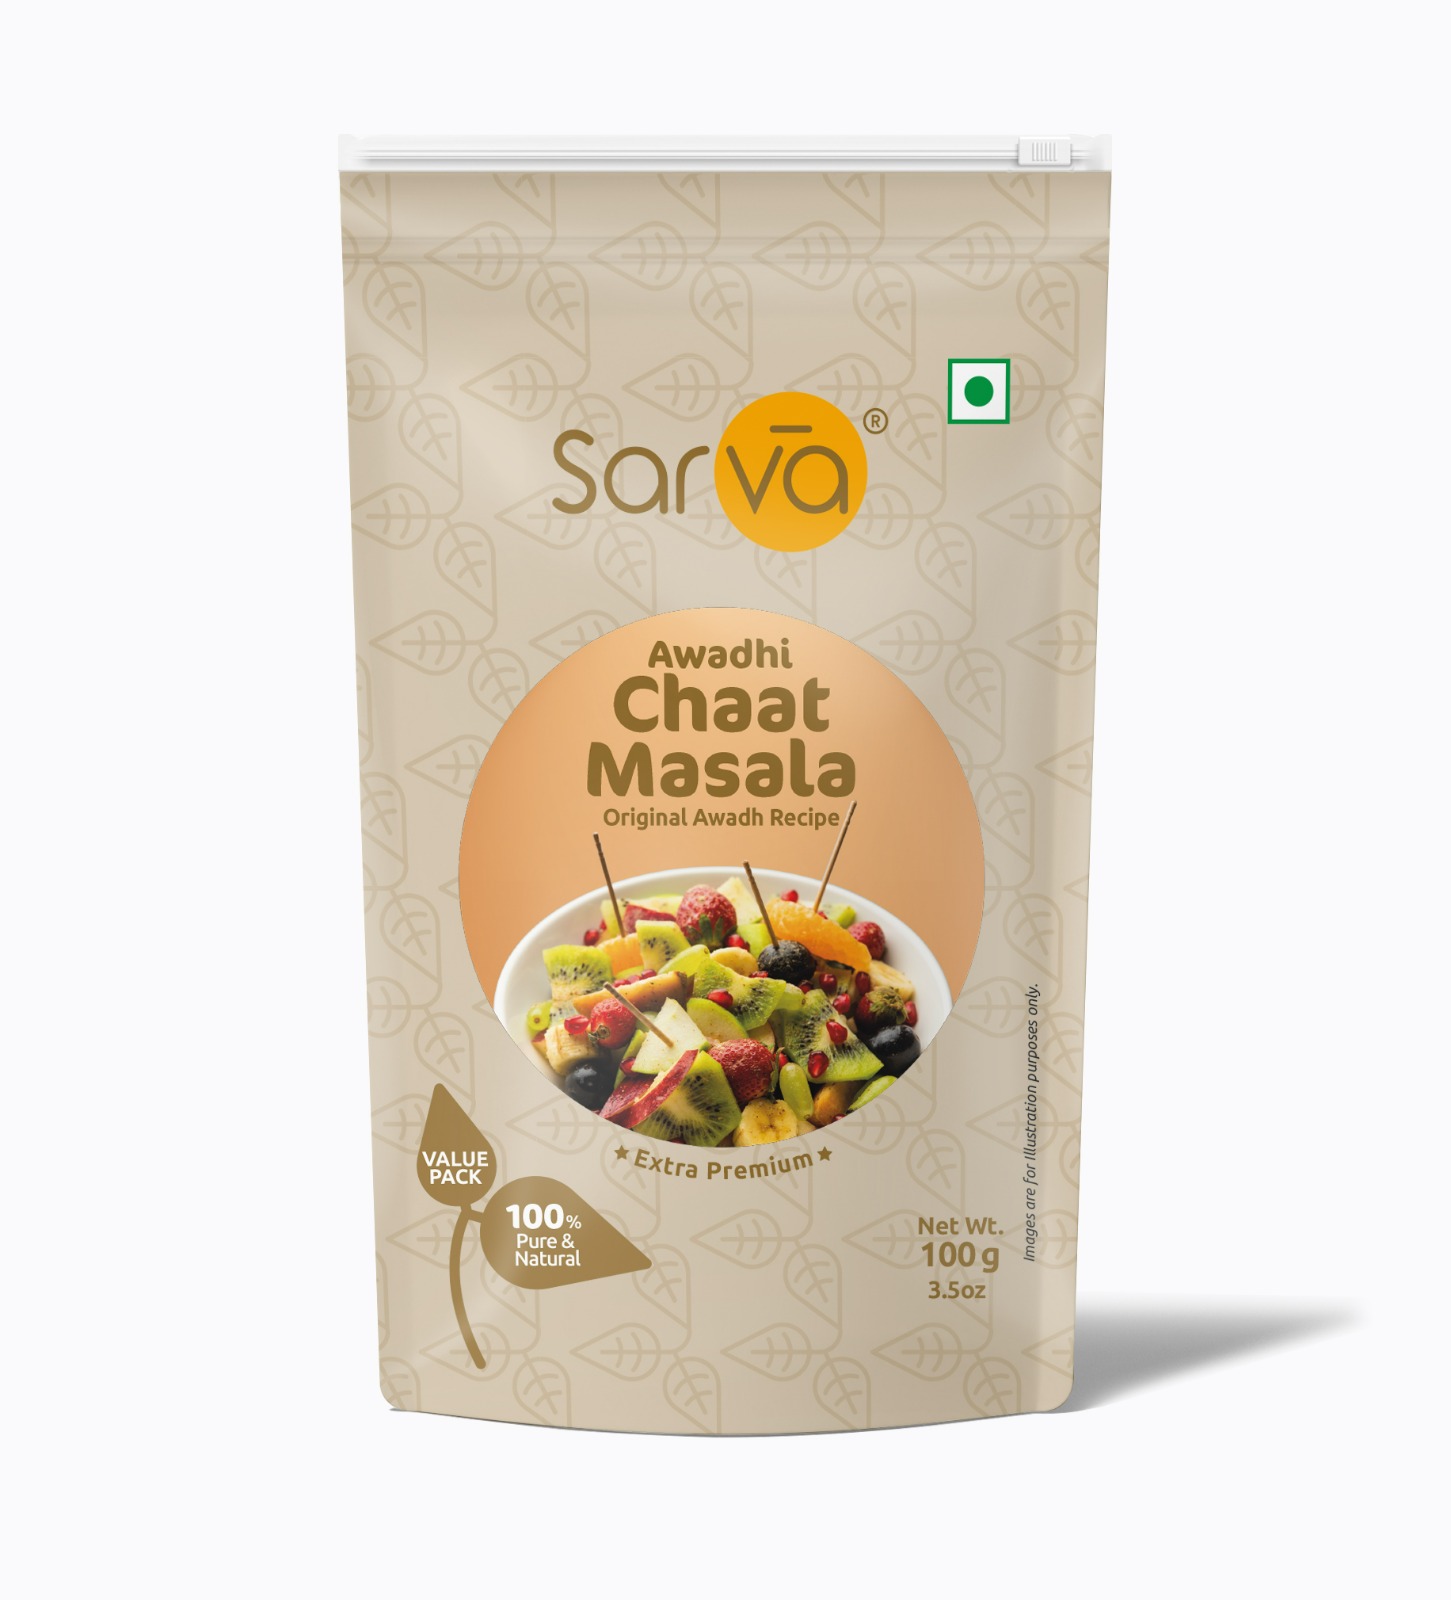 Sarvā®
Awadhi
Chaat
Masala
Original Awadh Recipe
★ Extra Premium ★
VALUE
PACK
100%
Pure &
Natural
Net Wt.
100 g
3.5oz
Images are for Illustration purposes only.